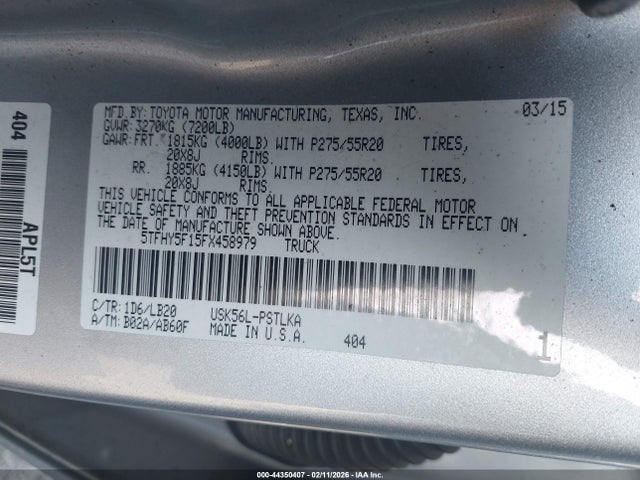 404
API5T
MFD.BY:TOYOTA MOTOR MANUFACTURING, TEXAS, INC. 03/15
GVWR:3270KG (7200LB)
GAWR:FRT. 1815KG (4000LB) WITH P275/55R20 TIRES,
20X8J RIMS.
RR. 1885KG (4150LB) WITH P275/55R20 TIRES,
20X8J RIMS.
THIS VEHICLE CONFORMS TO ALL APPLICABLE FEDERAL MOTOR
VEHICLE SAFETY AND THEFT PREVENTION STANDARDS IN EFFECT ON
THE DATE OF MANUFACTURE SHOWN ABOVE.
5TFHY5F15FX458979 TRUCK
C/TR:1D6/LB20 USK56L-PSTLKA
A/TM:B02A/AB60F MADE IN U.S.A. 404 1
000-44350407 - 02/11/2026 - IAA Inc.